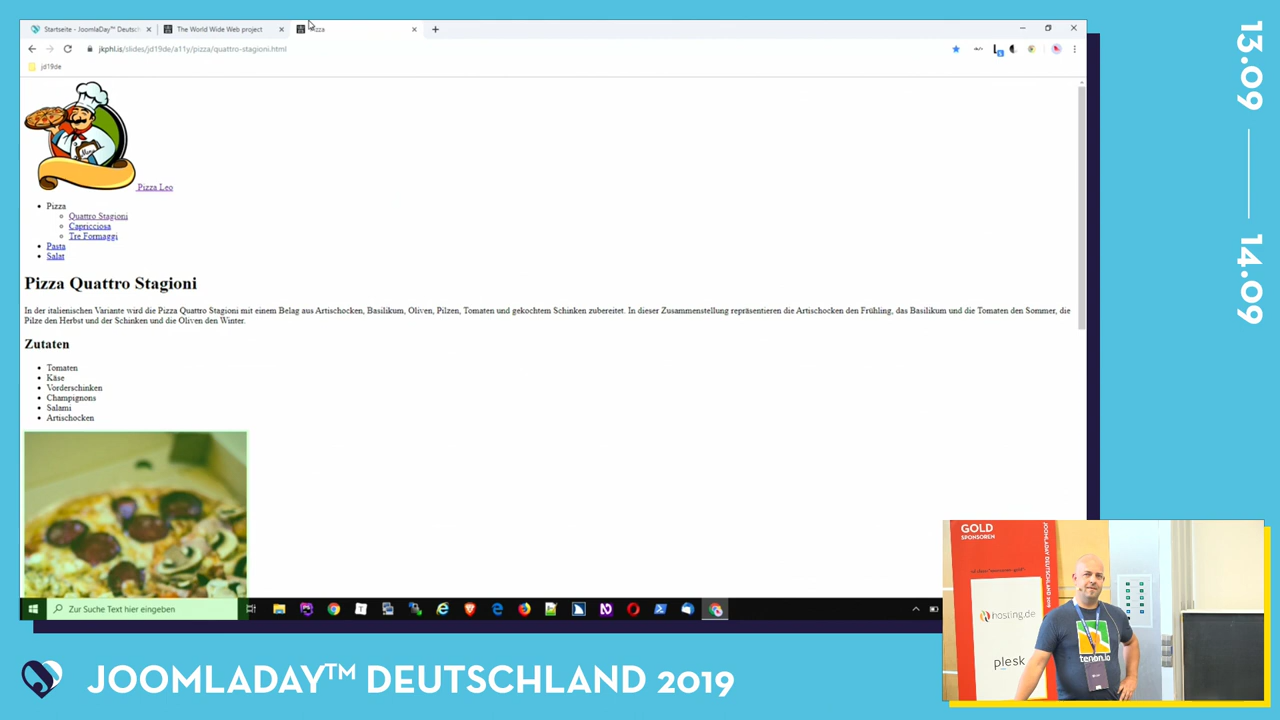 Startseite - JoomlaDay Deutsch
The World Wide Web project
Pizza
jkphl.is/slides/jd19de/a11y/pizza/quattro-stagioni.html
jd19de
Pizza Leo
Pizza
Quattro Stagioni
Capricciosa
Tre Formaggi
Pasta
Salat
Pizza Quattro Stagioni
In der italienischen Variante wird die Pizza Quattro Stagioni mit einem Belag aus Artischocken, Basilikum, Oliven, Pilzen, Tomaten und gekochtem Schinken zubereitet. In dieser Zusammenstellung repräsentieren die Artischocken den Frühling, das Basilikum und die Tomaten den Sommer, die
Pilze den Herbst und der Schinken und die Oliven den Winter.
Zutaten
Tomaten
Käse
Vorderschinken
Champignons
Salami
Artischocken
Zur Suche Text hier eingeben
13.09
14.09
GOLD
SPONSOREN
JOOMLADAY DEUTSCHLAND 2019
hosting.de
plesk
tenon.io
JOOMLADAY™ DEUTSCHLAND 2019